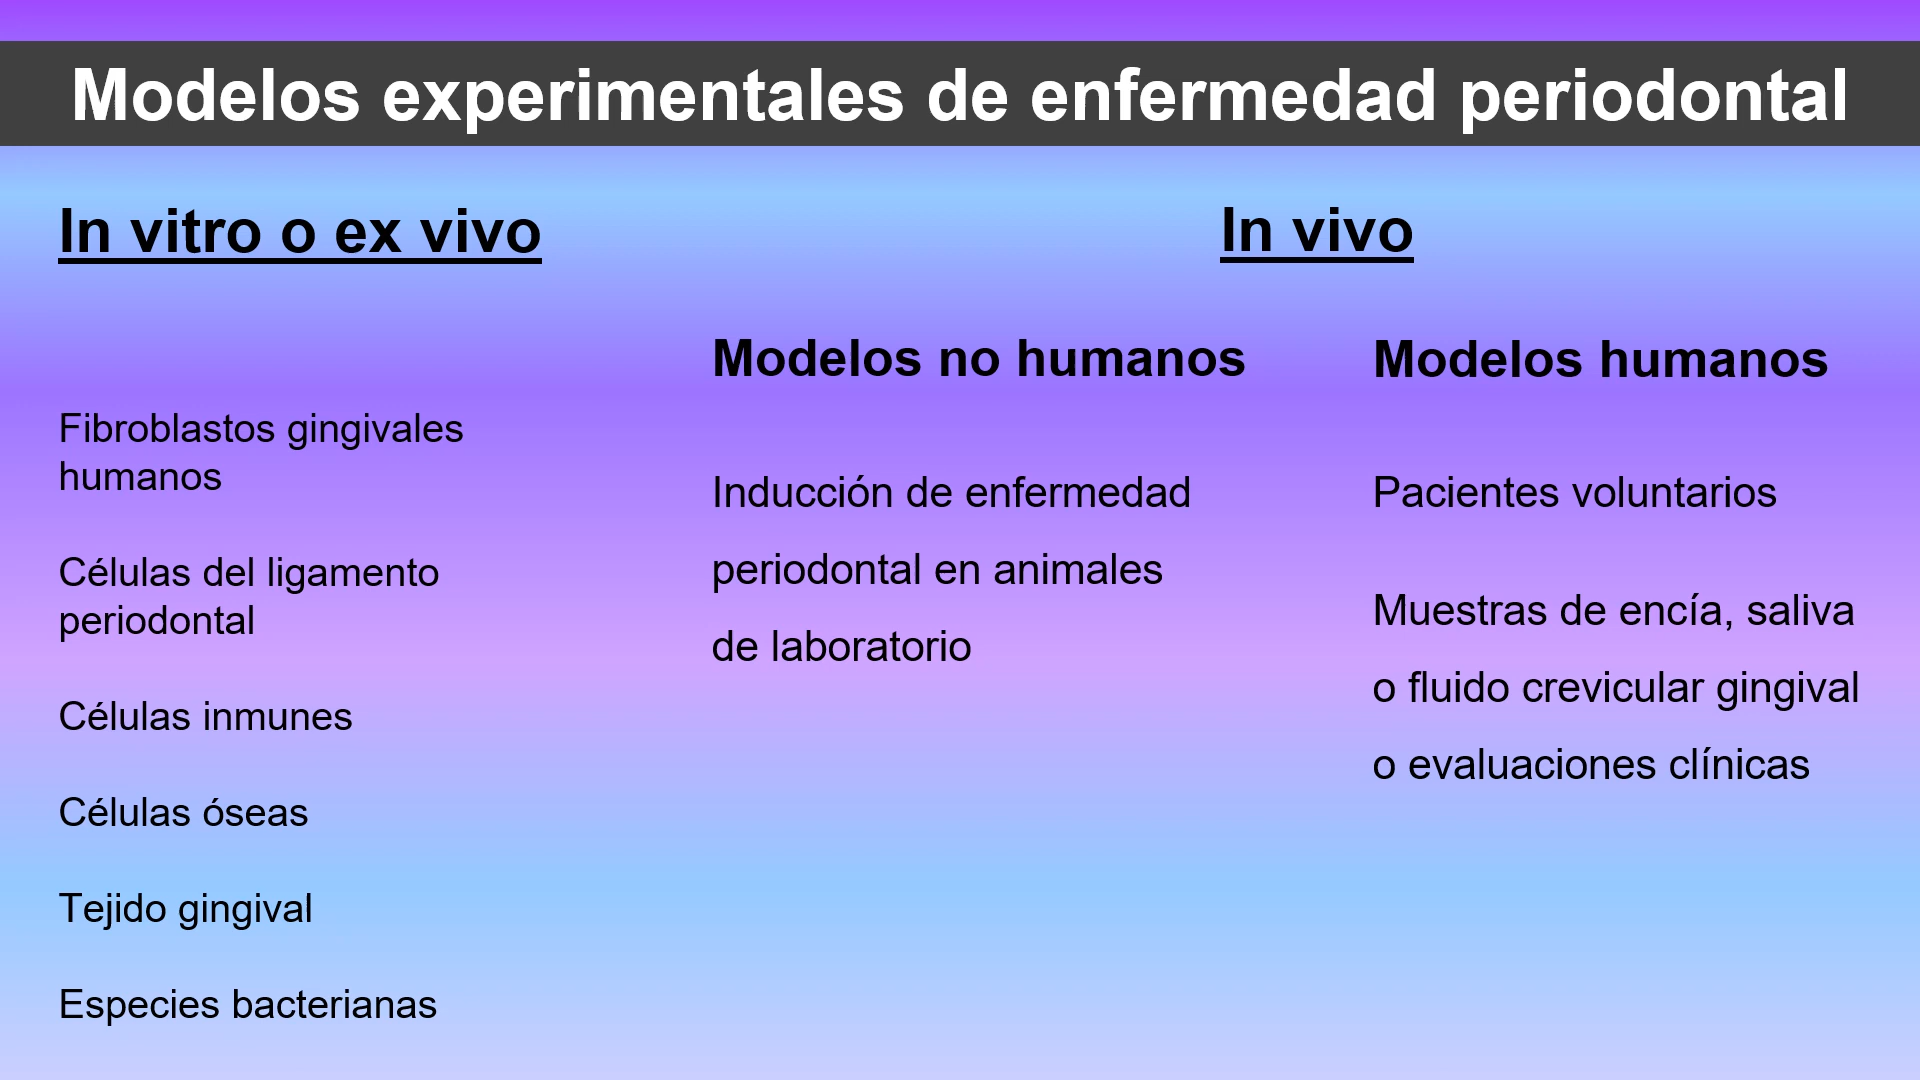 Modelos experimentales de enfermedad periodontal
In vitro o ex vivo
Fibroblastos gingivales
humanos
Células del ligamento
periodontal
Células inmunes
Células óseas
Tejido gingival
Especies bacterianas
In vivo
Modelos no humanos
Inducción de enfermedad
periodontal en animales
de laboratorio
Modelos humanos
Pacientes voluntarios
Muestras de encía, saliva
o fluido crevicular gingival
o evaluaciones clínicas